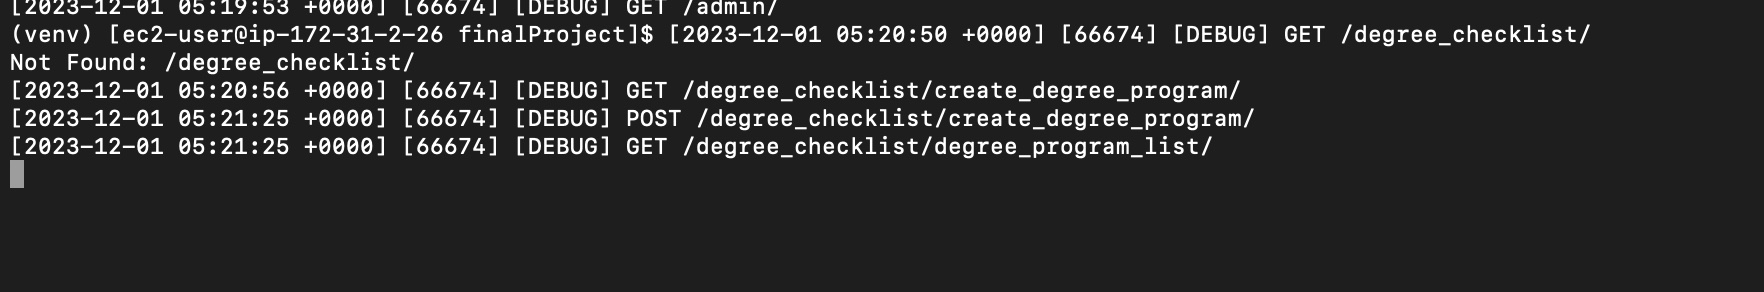 [2023-12-01 05:19:53 +0000] [66674] [DEBUG] GET /admin/
(venv) [ec2-user@ip-172-31-2-26 finalProject]$ [2023-12-01 05:20:50 +0000] [66674] [DEBUG] GET /degree_checklist/
Not Found: /degree_checklist/
[2023-12-01 05:20:56 +0000] [66674] [DEBUG] GET /degree_checklist/create_degree_program/
[2023-12-01 05:21:25 +0000] [66674] [DEBUG] POST /degree_checklist/create_degree_program/
[2023-12-01 05:21:25 +0000] [66674] [DEBUG] GET /degree_checklist/degree_program_list/